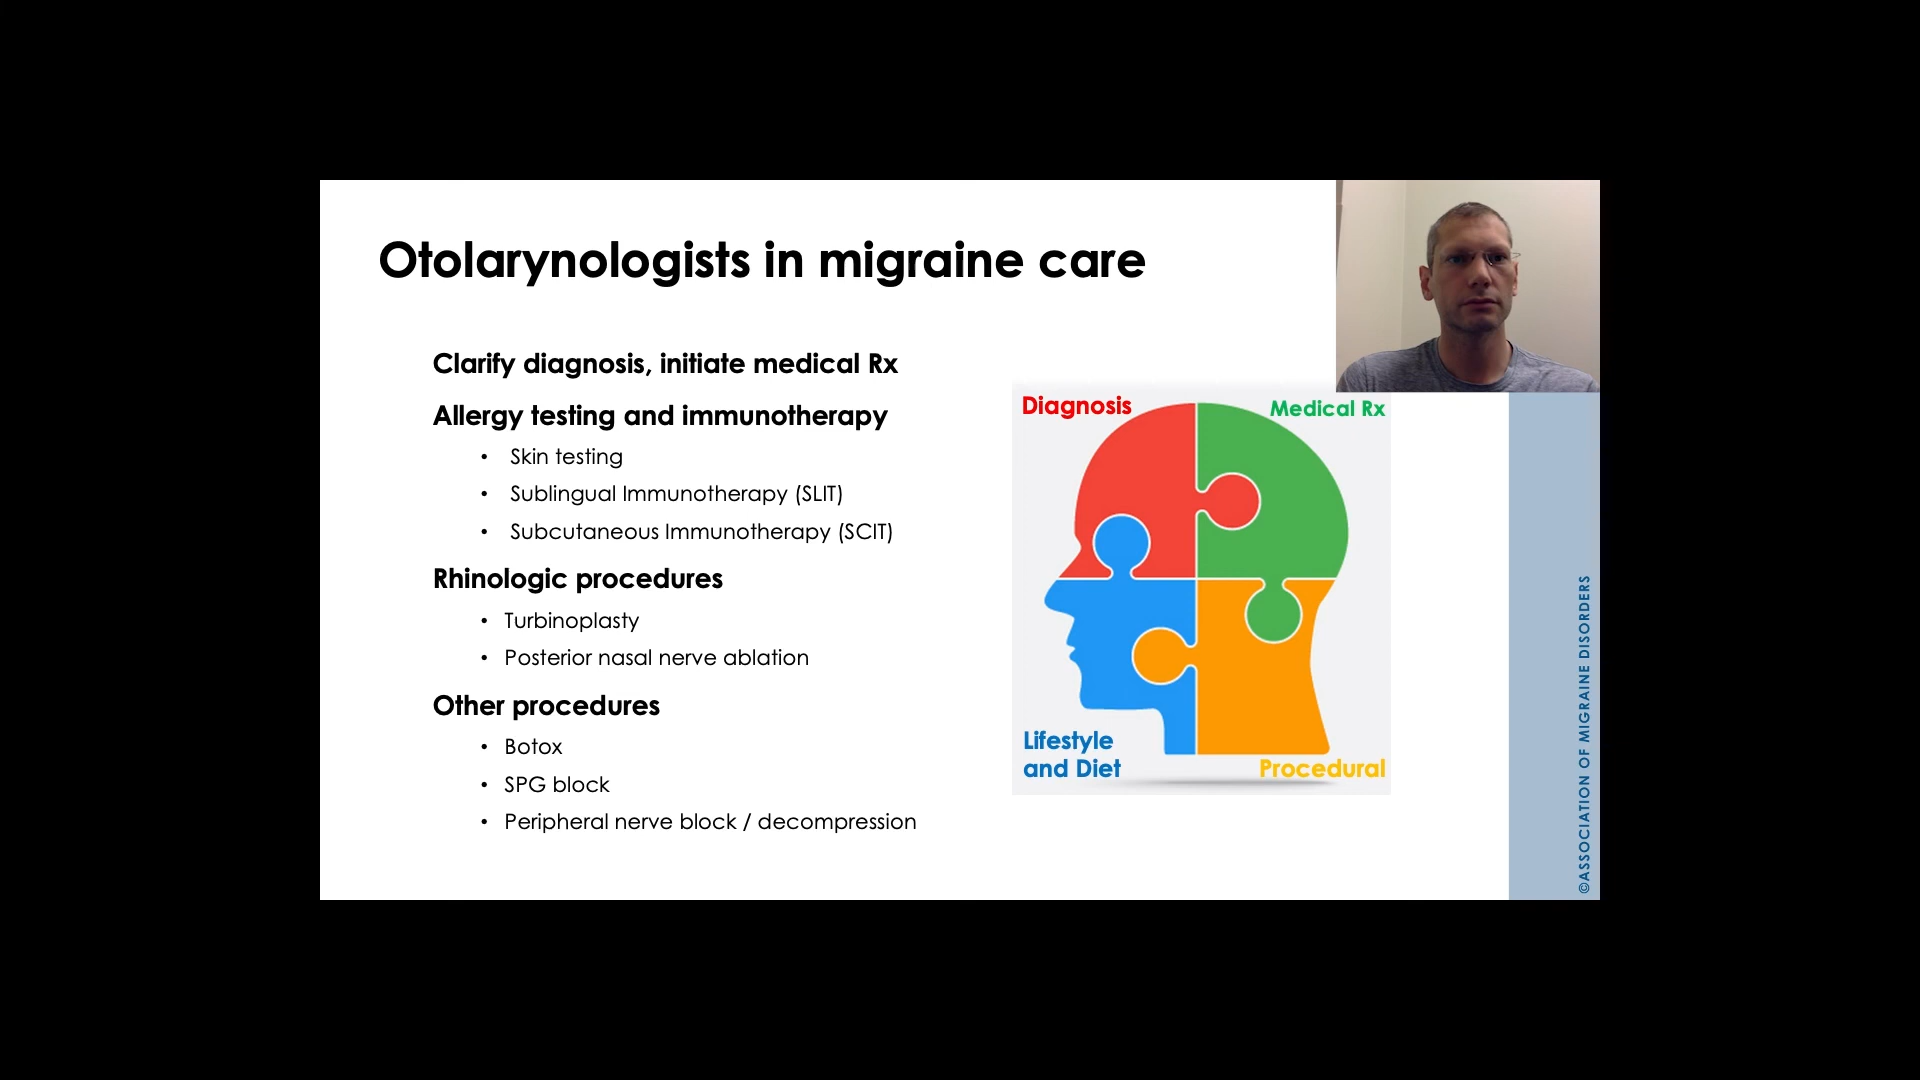 Otolarynologists in migraine care
Clarify diagnosis, initiate medical Rx
Allergy testing and immunotherapy
• Skin testing
• Sublingual Immunotherapy (SLIT)
• Subcutaneous Immunotherapy (SCIT)
Rhinologic procedures
• Turbinoplasty
• Posterior nasal nerve ablation
Other procedures
• Botox
• SPG block
• Peripheral nerve block / decompression
Diagnosis
Medical Rx
Lifestyle
and Diet
Procedural
©ASSOCIATION OF MIGRAINE DISORDERS